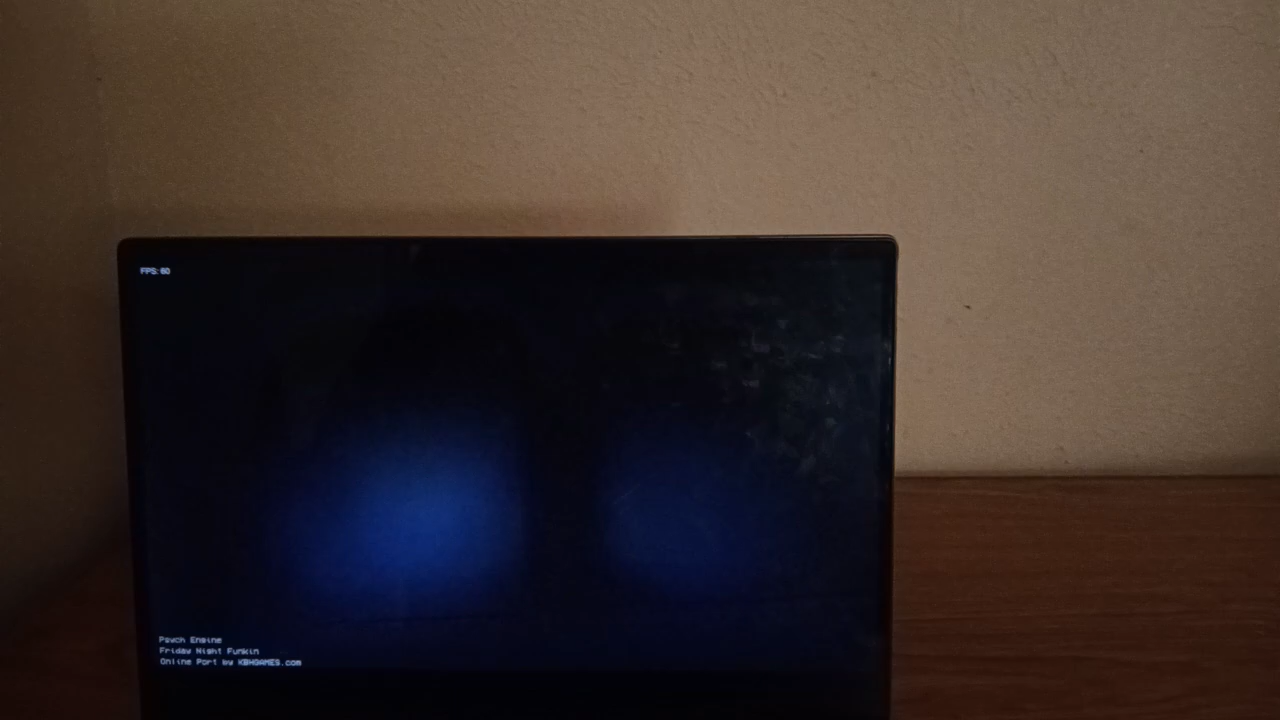 FPS: 60
Psych Engine
Friday Night Funkin
Online Port by KBHGAMES.com